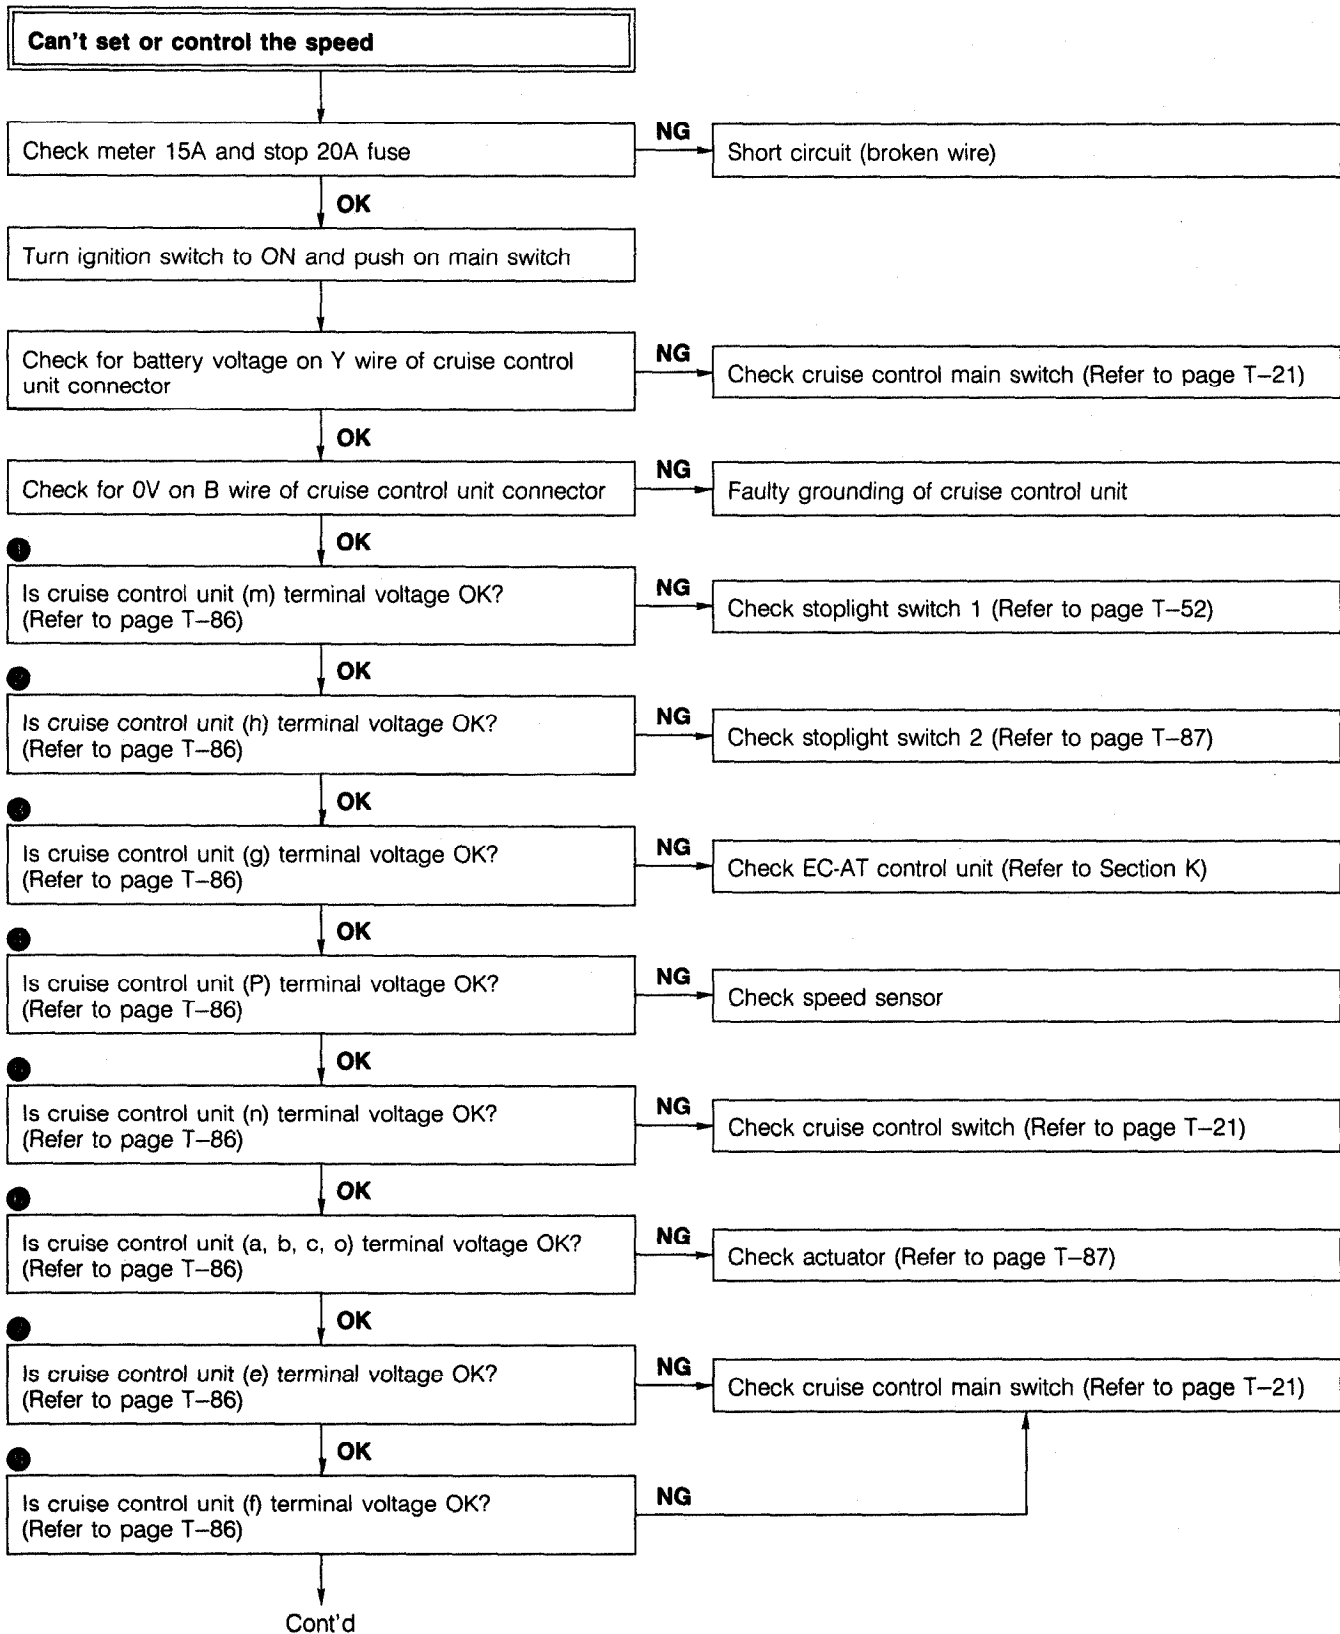 Can't set or control the speed
Check meter 15A and stop 20A fuse
NG
Short circuit (broken wire)
OK
Turn ignition switch to ON and push on main switch
Check for battery voltage on Y wire of cruise control
unit connector
NG
Check cruise control main switch (Refer to page T–21)
OK
Check for 0V on B wire of cruise control unit connector
NG
Faulty grounding of cruise control unit
OK
Is cruise control unit (m) terminal voltage OK?
(Refer to page T–86)
NG
Check stoplight switch 1 (Refer to page T–52)
OK
Is cruise control unit (h) terminal voltage OK?
(Refer to page T–86)
NG
Check stoplight switch 2 (Refer to page T–87)
OK
Is cruise control unit (g) terminal voltage OK?
(Refer to page T–86)
NG
Check EC-AT control unit (Refer to Section K)
OK
Is cruise control unit (P) terminal voltage OK?
(Refer to page T–86)
NG
Check speed sensor
OK
Is cruise control unit (n) terminal voltage OK?
(Refer to page T–86)
NG
Check cruise control switch (Refer to page T–21)
OK
Is cruise control unit (a, b, c, o) terminal voltage OK?
(Refer to page T–86)
NG
Check actuator (Refer to page T–87)
OK
Is cruise control unit (e) terminal voltage OK?
(Refer to page T–86)
NG
Check cruise control main switch (Refer to page T–21)
OK
Is cruise control unit (f) terminal voltage OK?
(Refer to page T–86)
NG
Cont'd